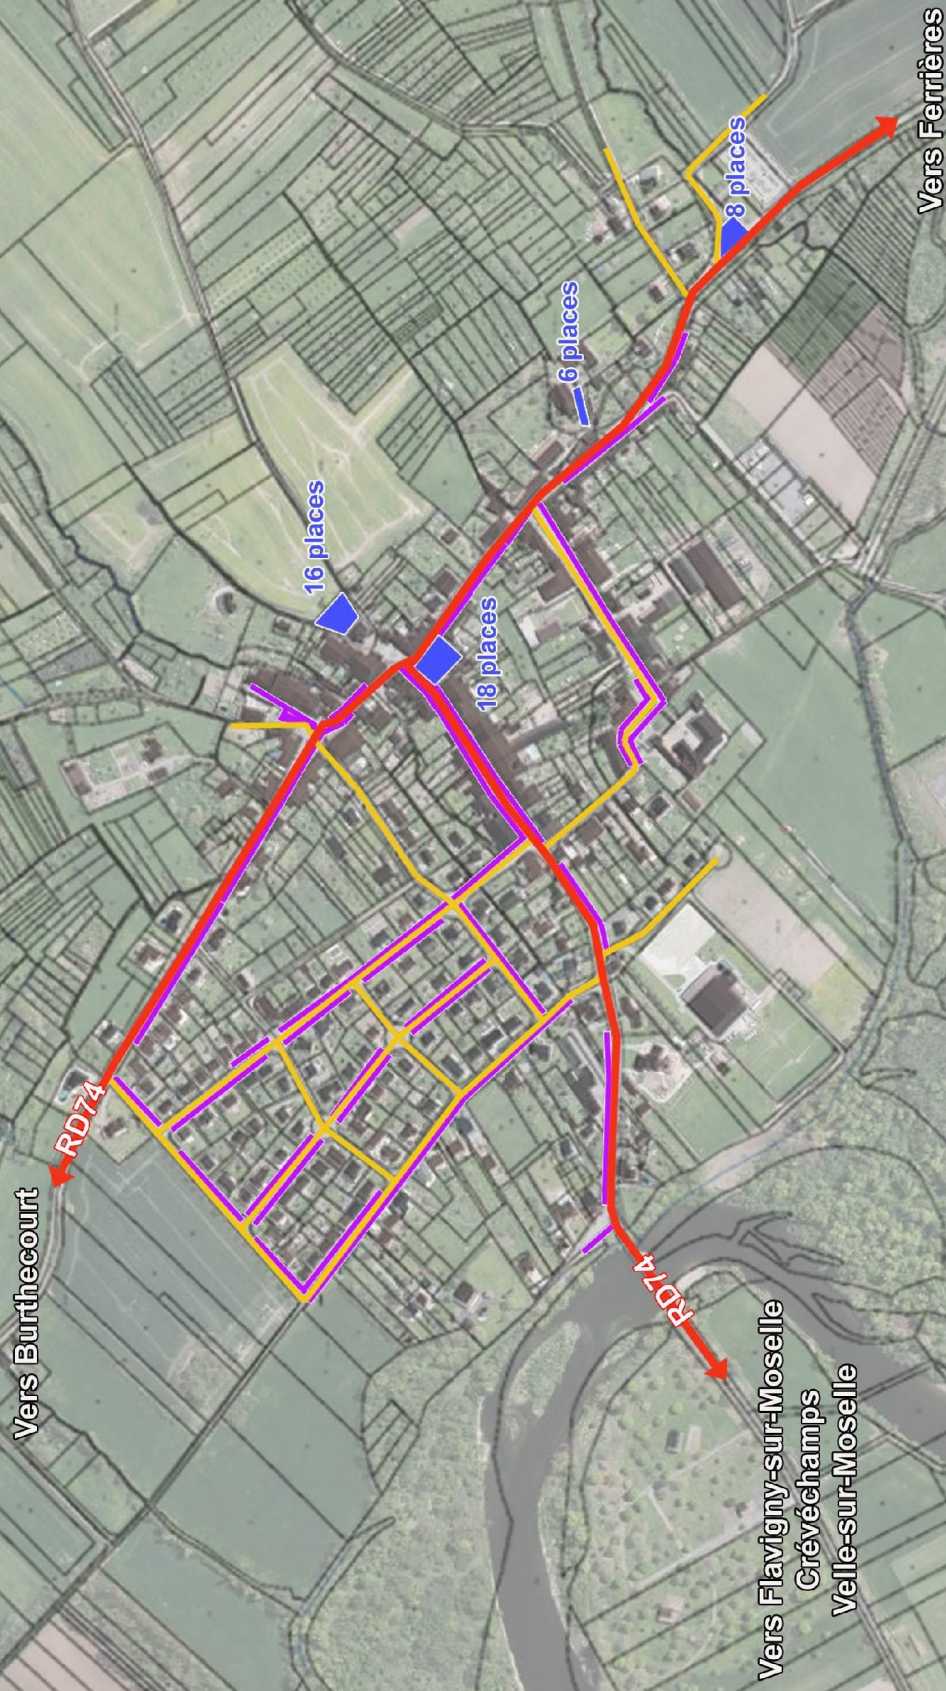 Vers Burthecourt
RD74
16 places
18 places
6 places
8 places
Vers Ferrières
RD74
Vers Flavigny-sur-Moselle
Crévéchamps
Velle-sur-Moselle